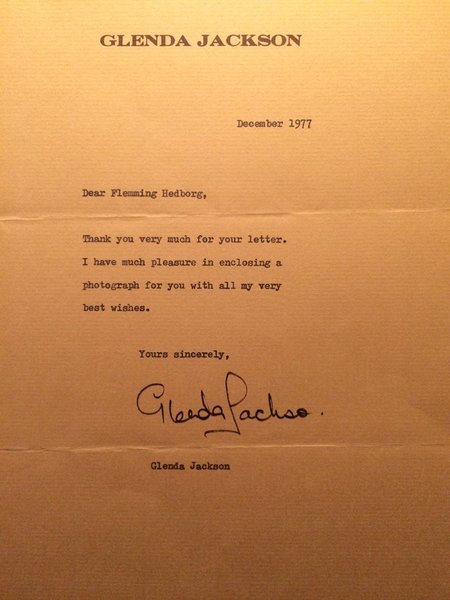 GLENDA JACKSON
December 1977
Dear Flemming Hedborg,
Thank you very much for your letter.
I have much pleasure in enclosing a
photograph for you with all my very
best wishes.
Yours sincerely,
Glenda Jackson.
Glenda Jackson